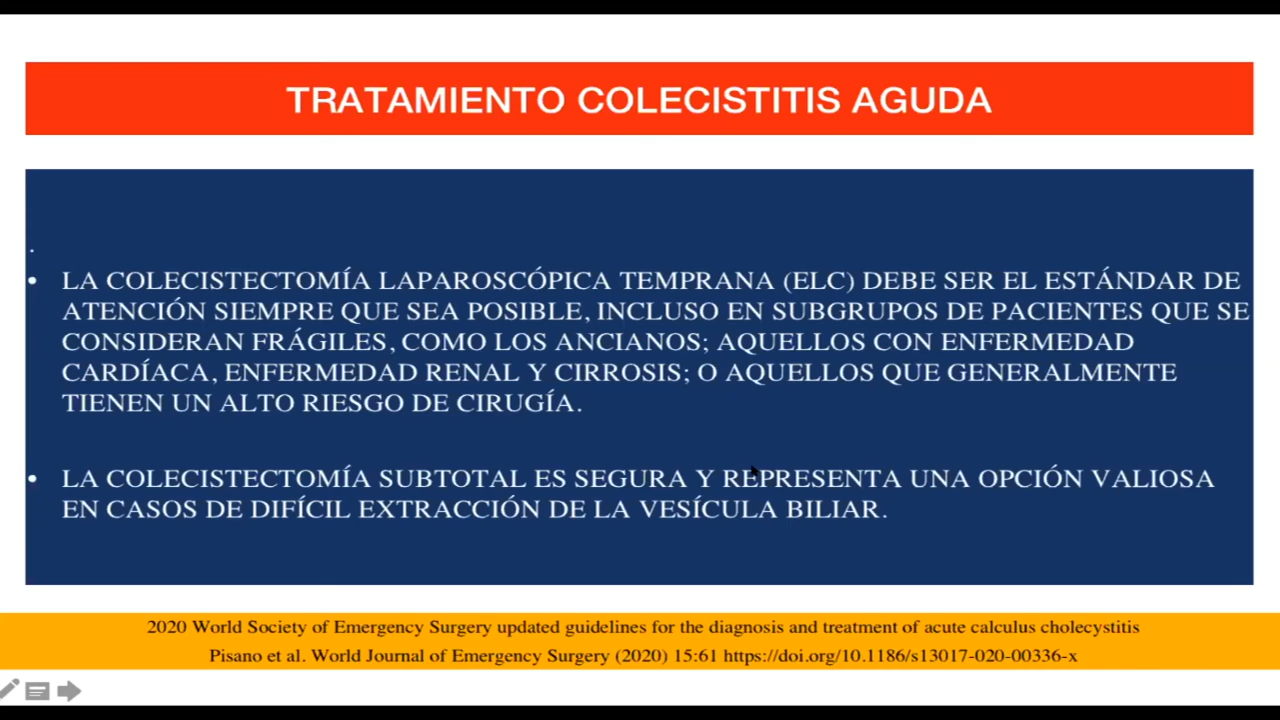 TRATAMIENTO COLECISTITIS AGUDA
.
• LA COLECISTECTOMÍA LAPAROSCÓPICA TEMPRANA (ELC) DEBE SER EL ESTÁNDAR DE
ATENCIÓN SIEMPRE QUE SEA POSIBLE, INCLUSO EN SUBGRUPOS DE PACIENTES QUE SE
CONSIDERAN FRÁGILES, COMO LOS ANCIANOS; AQUELLOS CON ENFERMEDAD
CARDÍACA, ENFERMEDAD RENAL Y CIRROSIS; O AQUELLOS QUE GENERALMENTE
TIENEN UN ALTO RIESGO DE CIRUGÍA.
• LA COLECISTECTOMÍA SUBTOTAL ES SEGURA Y REPRESENTA UNA OPCIÓN VALIOSA
EN CASOS DE DIFÍCIL EXTRACCIÓN DE LA VESÍCULA BILIAR.
2020 World Society of Emergency Surgery updated guidelines for the diagnosis and treatment of acute calculus cholecystitis
Pisano et al. World Journal of Emergency Surgery (2020) 15:61 https://doi.org/10.1186/s13017-020-00336-x